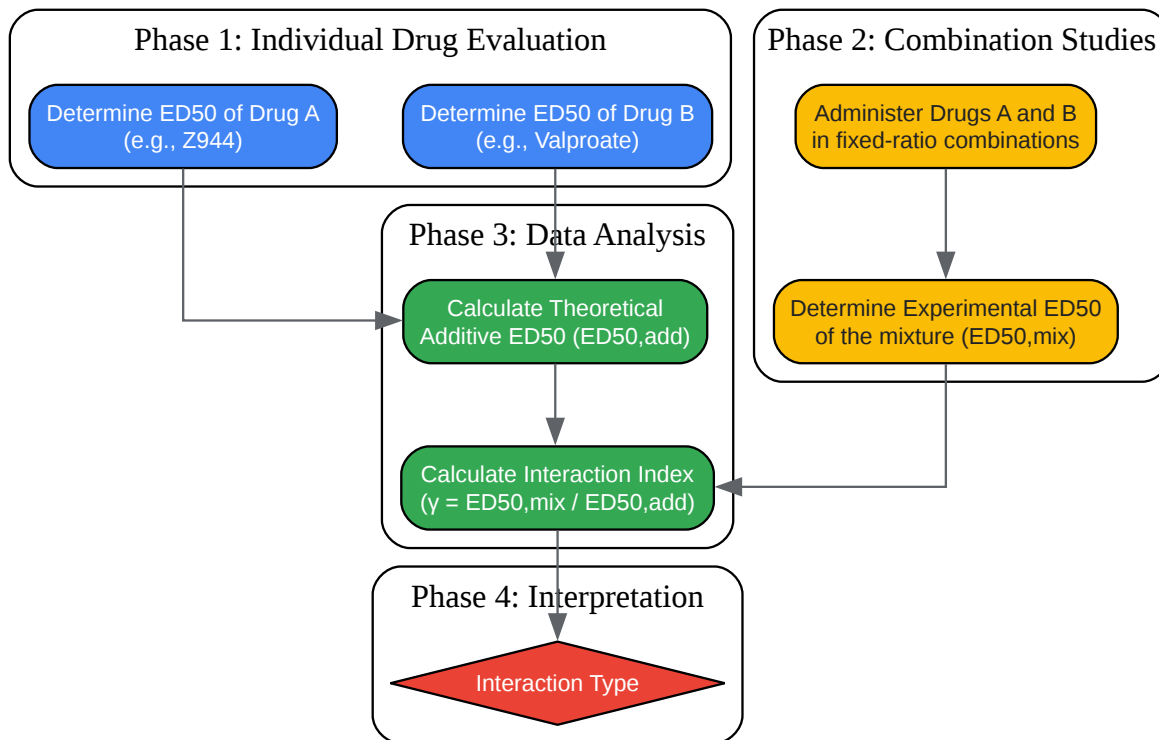 Phase 1: Individual Drug Evaluation
Determine ED50 of Drug A
(e.g., Z944)
Determine ED50 of Drug B
(e.g., Valproate)
Phase 2: Combination Studies
Administer Drugs A and B
in fixed-ratio combinations
Determine Experimental ED50
of the mixture (ED50,mix)
Phase 3: Data Analysis
Calculate Theoretical
Additive ED50 (ED50,add)
Calculate Interaction Index
(γ = ED50,mix / ED50,add)
Phase 4: Interpretation
Interaction Type